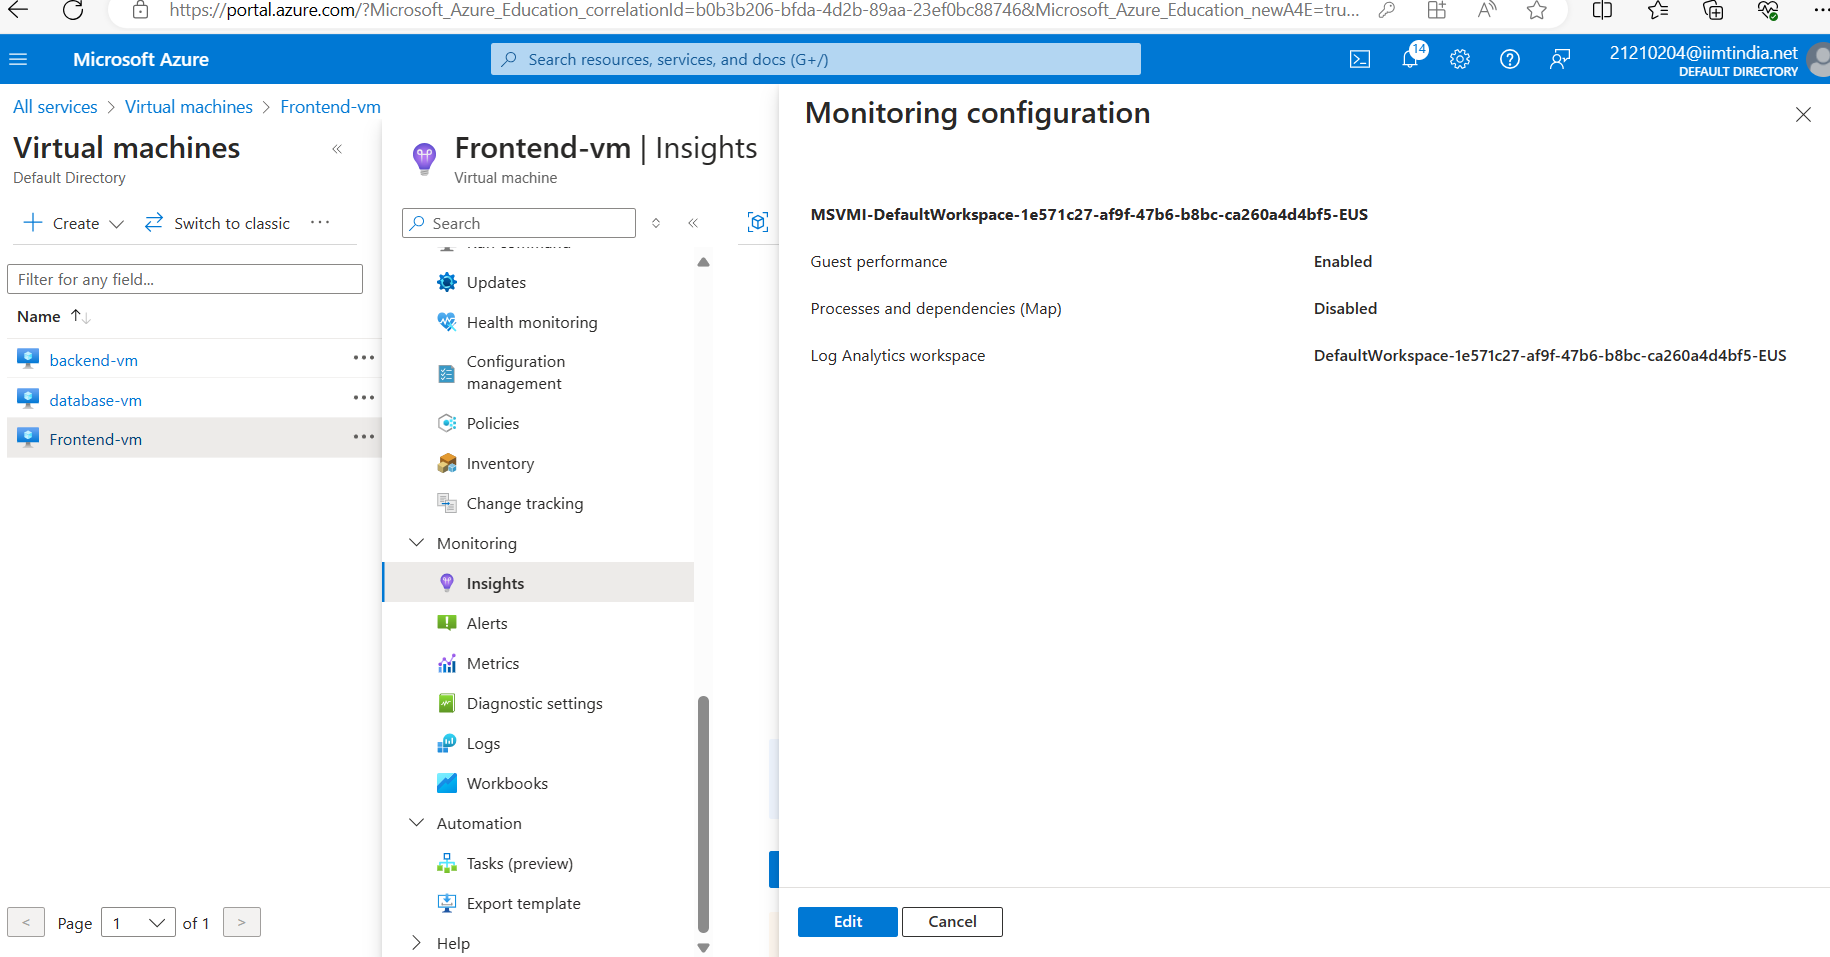 https://portal.azure.com/?Microsoft_Azure_Education_correlationId=b0b3b206-bfda-4d2b-89aa-23ef0bc88746&Microsoft_Azure_Education_newA4E=tru...
Microsoft Azure
Search resources, services, and docs (G+/)
14
21210204@iimtindia.net
DEFAULT DIRECTORY
All services > Virtual machines > Frontend-vm
Virtual machines
Default Directory
Create
Switch to classic
Filter for any field...
Name
backend-vm
database-vm
Frontend-vm
< Page 1 of 1 >
Frontend-vm | Insights
Virtual machine
Search
Updates
Health monitoring
Configuration
management
Policies
Inventory
Change tracking
Monitoring
Insights
Alerts
Metrics
Diagnostic settings
Logs
Workbooks
Automation
Tasks (preview)
Export template
Help
Monitoring configuration
MSVMI-DefaultWorkspace-1e571c27-af9f-47b6-b8bc-ca260a4d4bf5-EUS
Guest performance Enabled
Processes and dependencies (Map) Disabled
Log Analytics workspace DefaultWorkspace-1e571c27-af9f-47b6-b8bc-ca260a4d4bf5-EUS
Edit Cancel